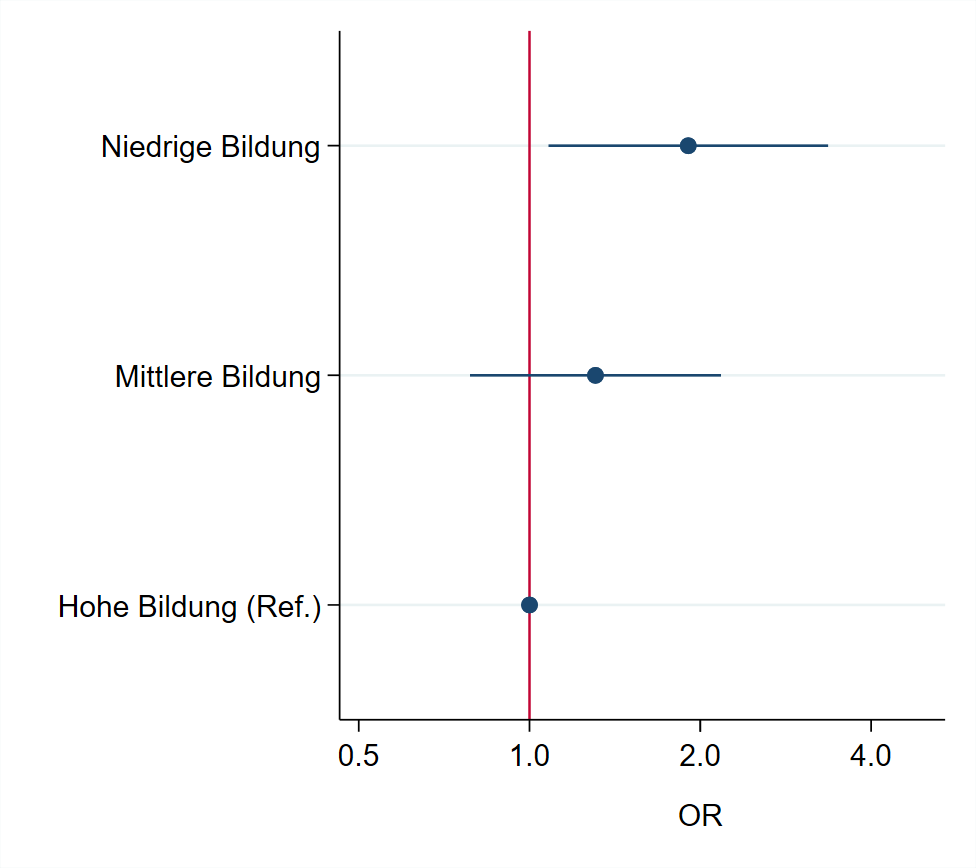 Niedrige Bildung
Mittlere Bildung
Hohe Bildung (Ref.)
0.5 1.0 2.0 4.0
OR